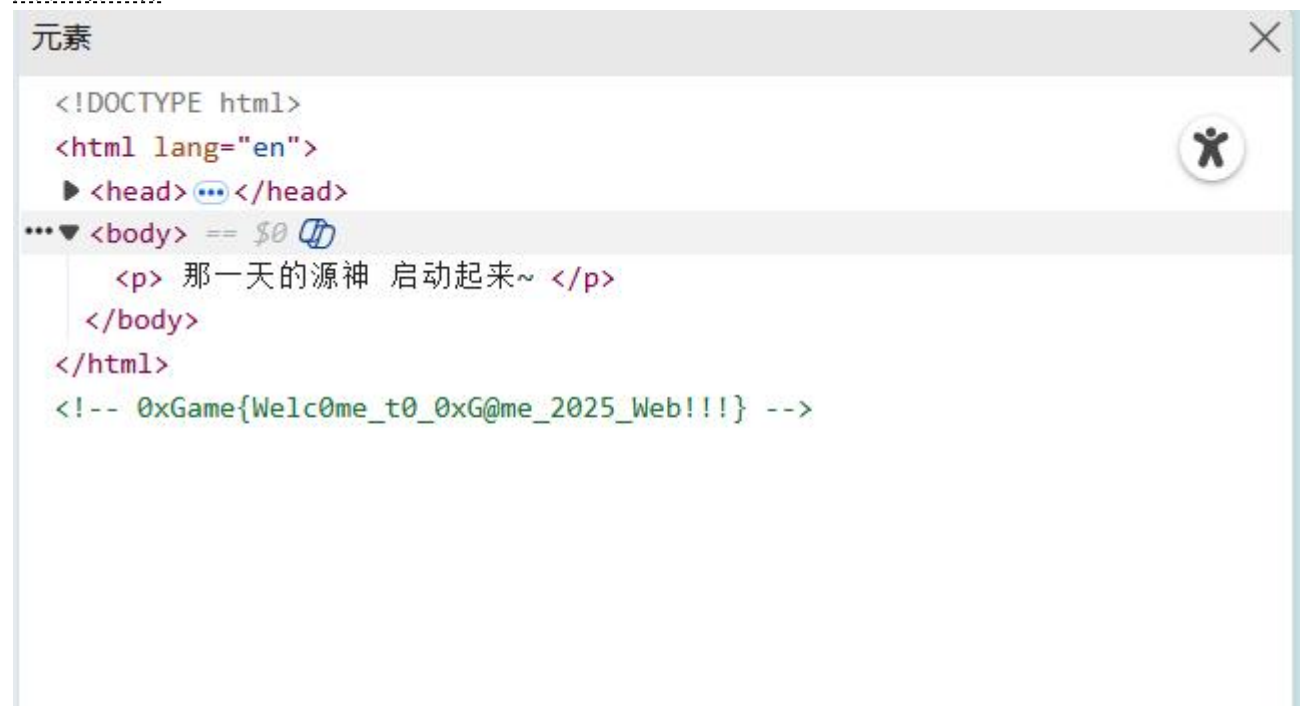 元素
<!DOCTYPE html>
<html lang="en">
<head>…</head>
<body> == $0
<p> 那一天的源神 启动起来~ </p>
</body>
</html>
<!-- 0xGame{Welc0me_t0_0xG@me_2025_Web!!!} -->